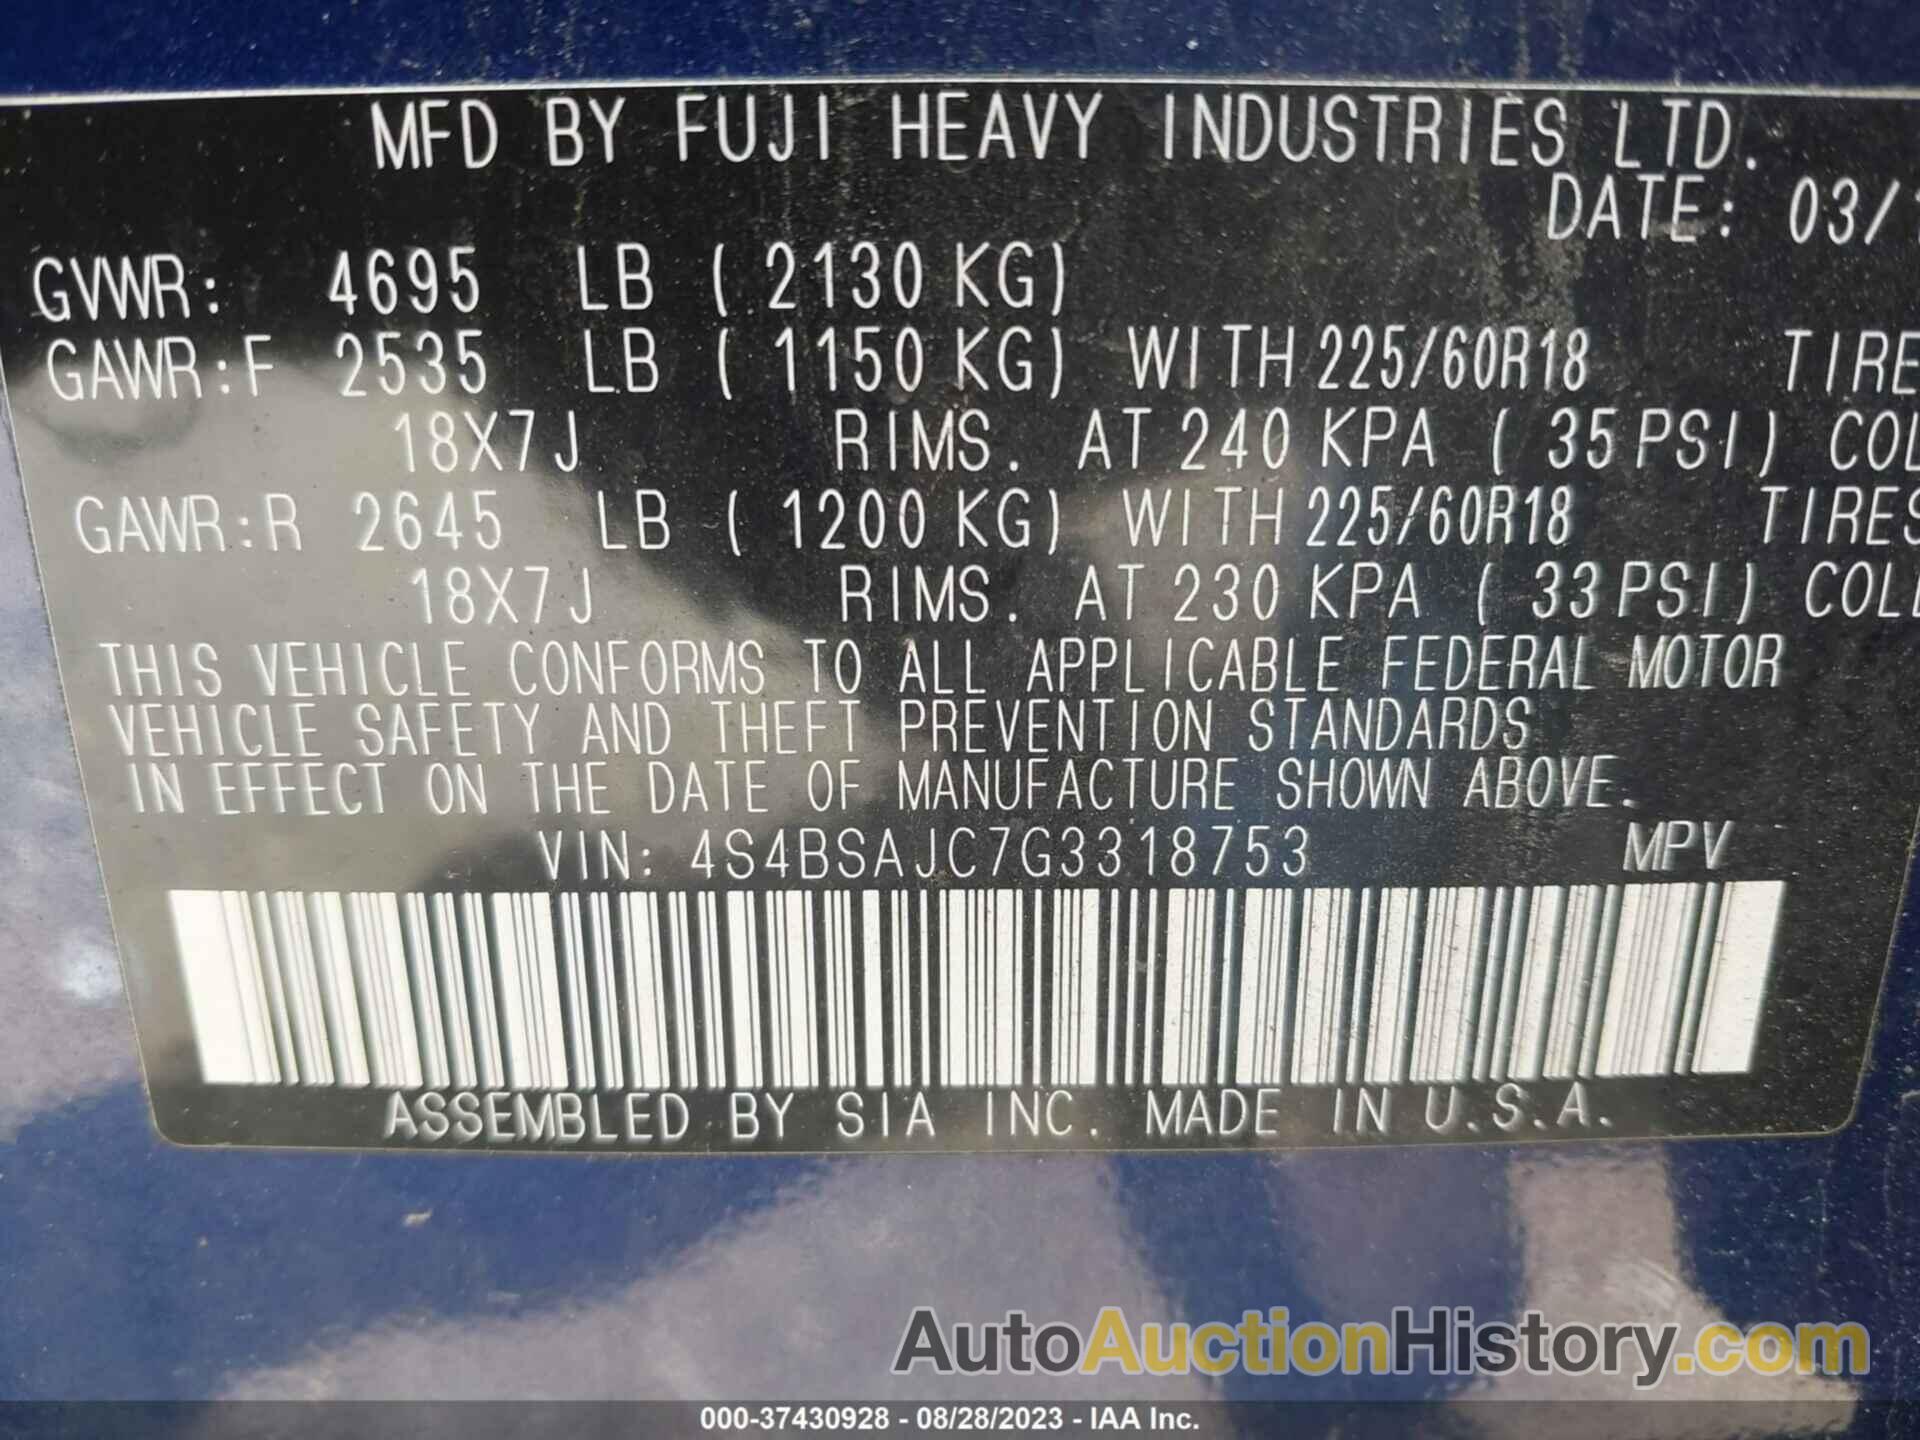 MFD BY FUJI HEAVY INDUSTRIES LTD.
DATE: 03/1
GVWR: 4695 LB ( 2130 KG)
GAWR:F 2535 LB ( 1150 KG) WITH 225/60R18 TIRE
18X7J RIMS. AT 240 KPA ( 35 PSI) COL
GAWR:R 2645 LB ( 1200 KG) WITH 225/60R18 TIRES
18X7J RIMS. AT 230 KPA ( 33 PSI) COL
THIS VEHICLE CONFORMS TO ALL APPLICABLE FEDERAL MOTOR
VEHICLE SAFETY AND THEFT PREVENTION STANDARDS
IN EFFECT ON THE DATE OF MANUFACTURE SHOWN ABOVE.
VIN: 4S4BSAJC7G3318753 MPV
ASSEMBLED BY SIA INC. MADE IN U.S.A.
AutoAuctionHistory.com
000-37430928 - 08/28/2023 - IAA Inc.